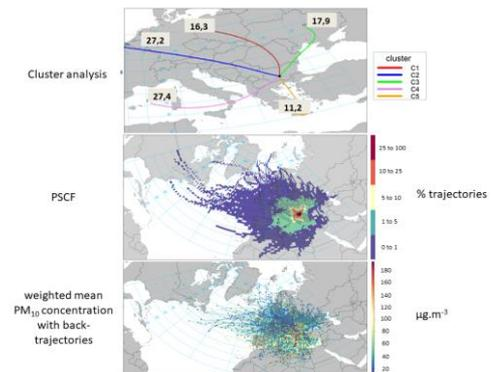 17,9
16,3
27,2
cluster
C1
C2
C3
C4
C5
Cluster analysis
27,4
11,2
25 to 100
10 to 25
PSCF
5 to 10
% trajectories
1 to 5
0 to 1
180
160
140
weighted mean
120
PM₁₀ concentration
100
µg.m⁻³
with back-
80
trajectories
60
40
20